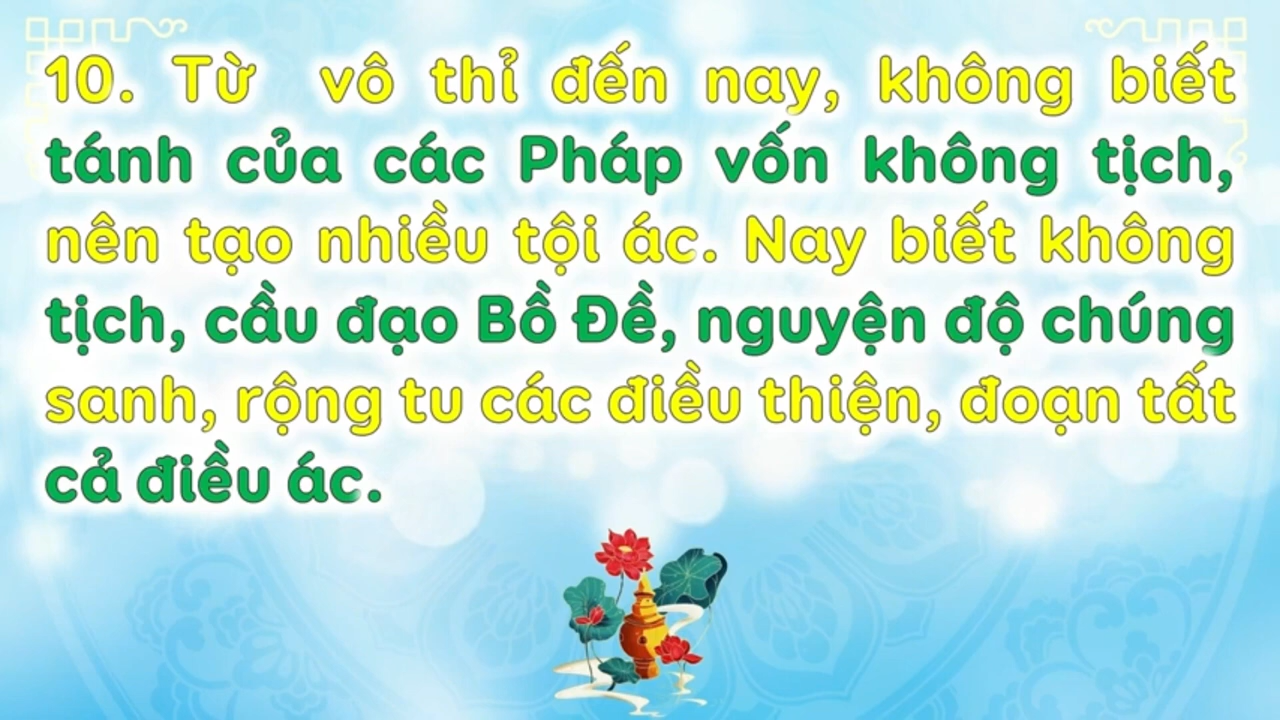 10. Từ vô thỉ đến nay, không biết
tánh của các Pháp vốn không tịch,
nên tạo nhiều tội ác. Nay biết không
tịch, cầu đạo Bồ Đề, nguyện độ chúng
sanh, rộng tu các điều thiện, đoạn tất
cả điều ác.